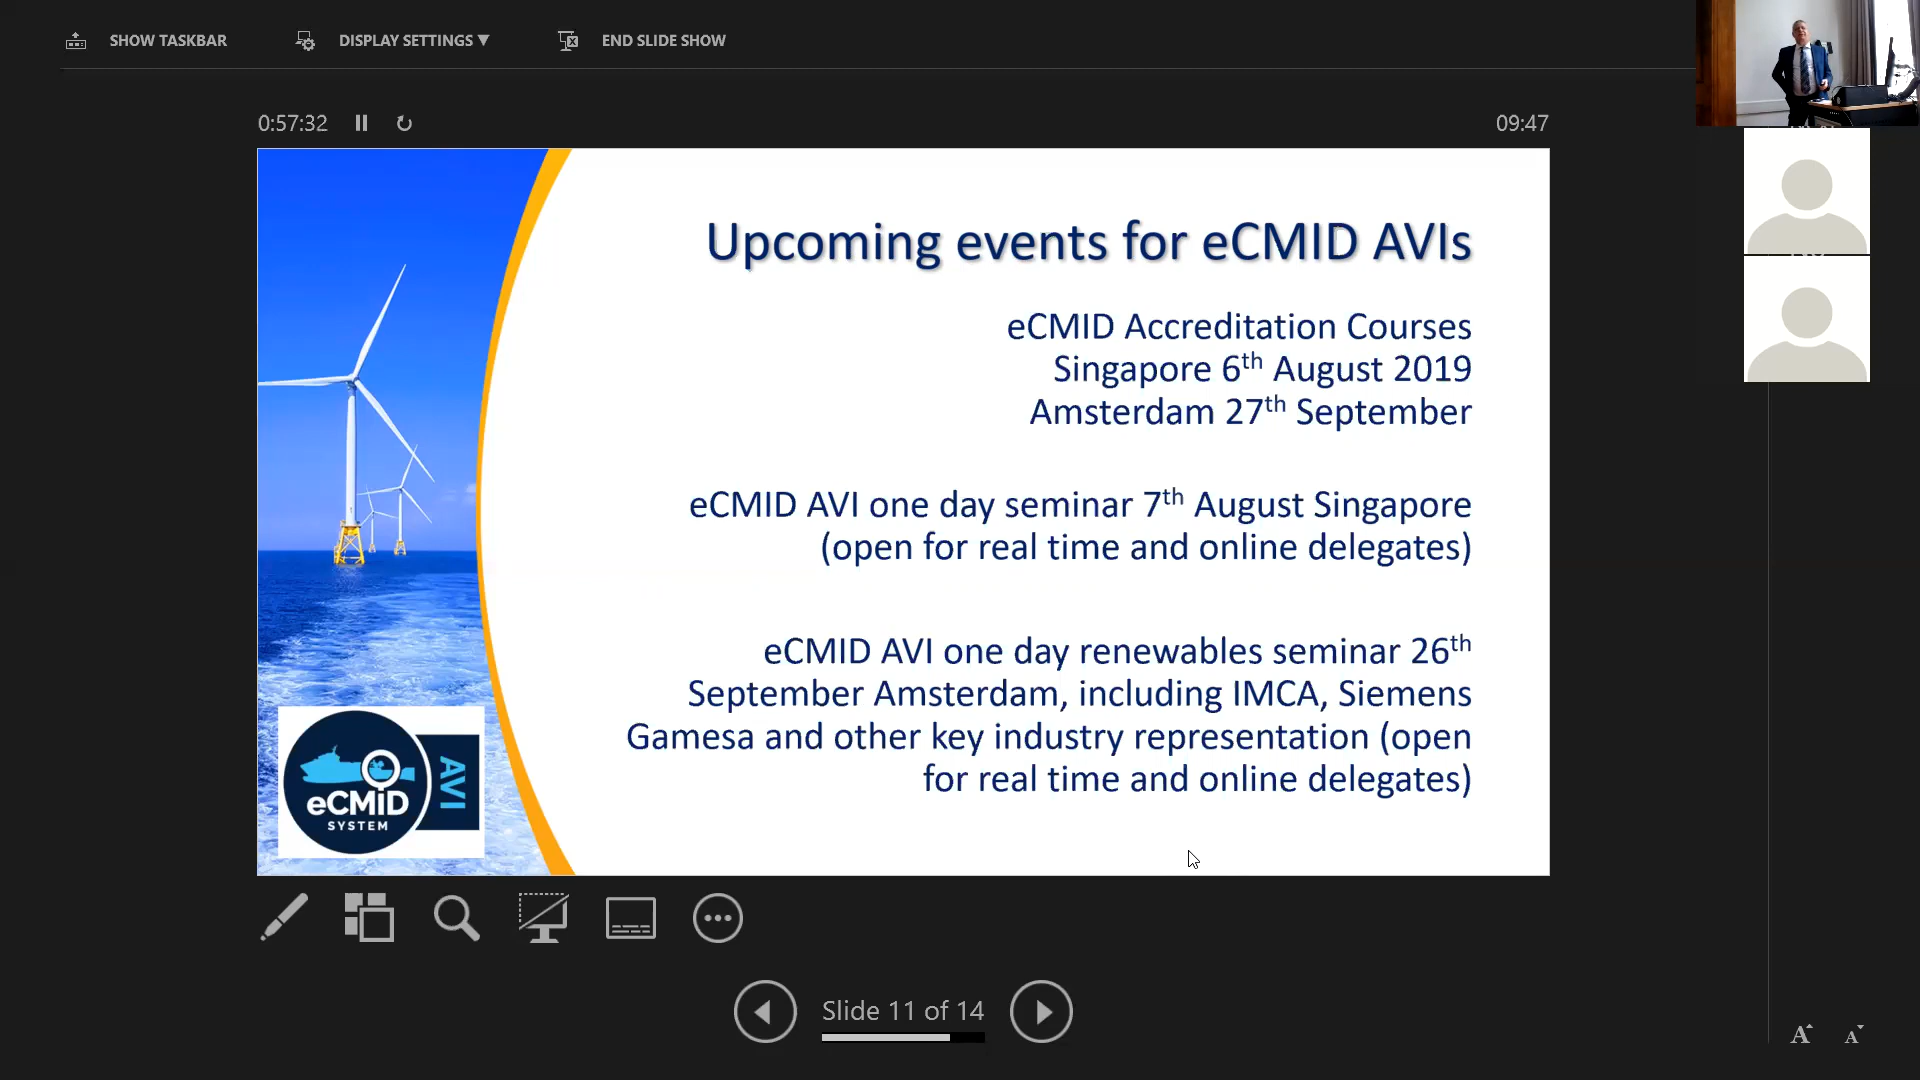 SHOW TASKBAR
DISPLAY SETTINGS ▼
END SLIDE SHOW
0:57:32
09:47
Upcoming events for eCMID AVIs
eCMID Accreditation Courses
Singapore 6th August 2019
Amsterdam 27th September
eCMID AVI one day seminar 7th August Singapore
(open for real time and online delegates)
eCMID AVI one day renewables seminar 26th
September Amsterdam, including IMCA, Siemens
Gamesa and other key industry representation (open
for real time and online delegates)
eCMID
SYSTEM
AVI
Slide 11 of 14
A A